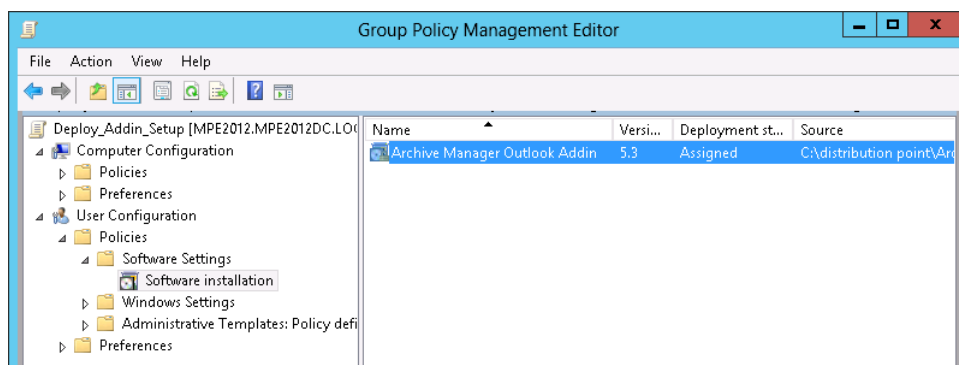 Group Policy Management Editor
File Action View Help
Deploy_Addin_Setup [MPE2012.MPE2012DC.LO
Computer Configuration
Policies
Preferences
User Configuration
Policies
Software Settings
Software installation
Windows Settings
Administrative Templates: Policy defi
Preferences
Name Versi... Deployment st... Source
Archive Manager Outlook Addin 5.3 Assigned C:\distribution point\Arc